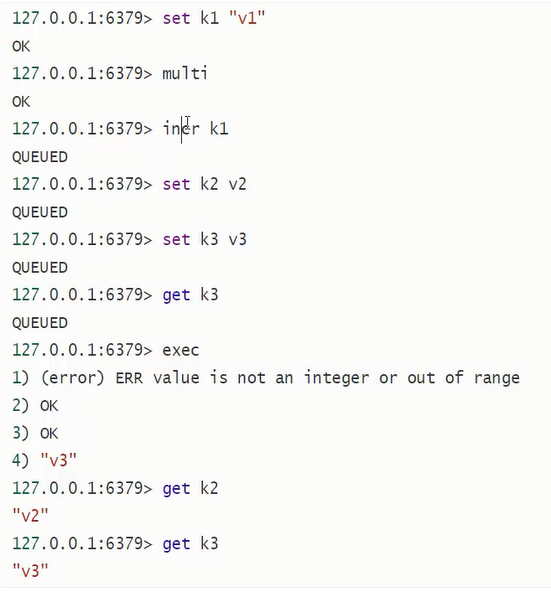 127.0.0.1:6379> set k1 "v1"
OK
127.0.0.1:6379> multi
OK
127.0.0.1:6379> incr k1
QUEUED
127.0.0.1:6379> set k2 v2
QUEUED
127.0.0.1:6379> set k3 v3
QUEUED
127.0.0.1:6379> get k3
QUEUED
127.0.0.1:6379> exec
1) (error) ERR value is not an integer or out of range
2) OK
3) OK
4) "v3"
127.0.0.1:6379> get k2
"v2"
127.0.0.1:6379> get k3
"v3"